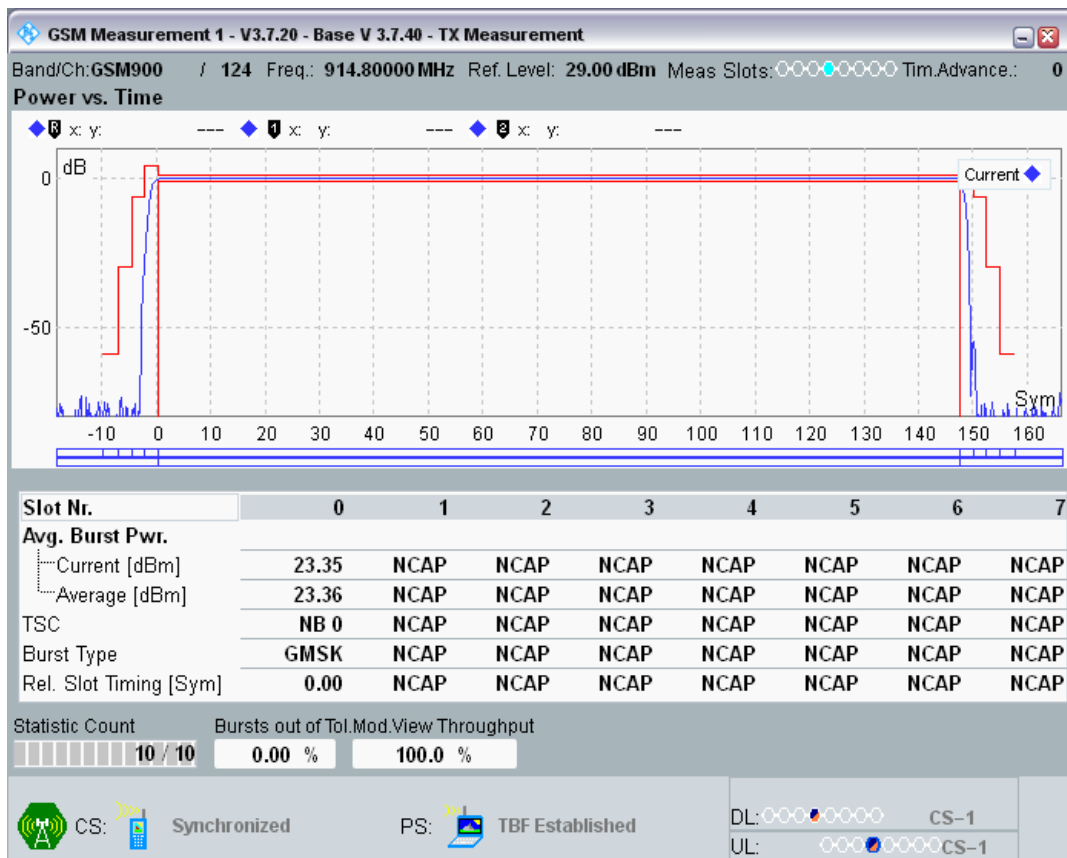 GSM Measurement 1 - V3.7.20 - Base V 3.7.40 - TX Measurement
Band/Ch:GSM900 / 124 Freq.: 914.80000 MHz Ref. Level: 29.00 dBm Meas Slots: Tim.Advance.: 0
Power vs. Time
R x: y: --- 1 x: y: --- 2 x: y: ---
dB
Current
0
-50
Sym
-10 0 10 20 30 40 50 60 70 80 90 100 110 120 130 140 150 160
Slot Nr. 0 1 2 3 4 5 6 7
Avg. Burst Pwr.
Current [dBm] 23.35 NCAP NCAP NCAP NCAP NCAP NCAP NCAP
Average [dBm] 23.36 NCAP NCAP NCAP NCAP NCAP NCAP NCAP
TSC NB 0 NCAP NCAP NCAP NCAP NCAP NCAP NCAP
Burst Type GMSK NCAP NCAP NCAP NCAP NCAP NCAP NCAP
Rel. Slot Timing [Sym] 0.00 NCAP NCAP NCAP NCAP NCAP NCAP NCAP
Statistic Count Bursts out of Tol.Mod.View Throughput
10 / 10 0.00 % 100.0 %
CS: Synchronized PS: TBF Established
DL: CS-1
UL: CS-1